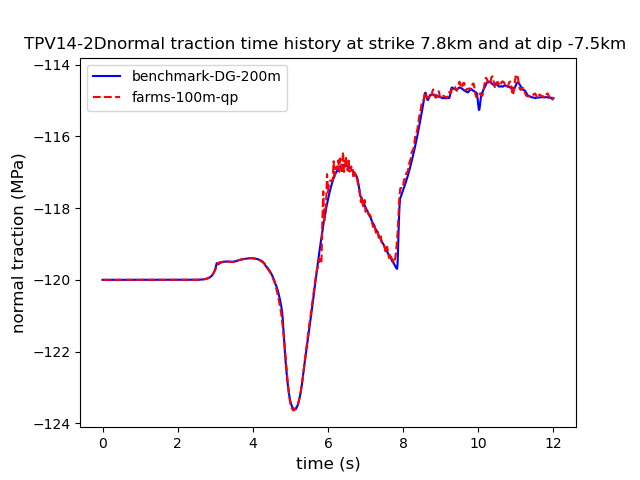 TPV14-2Dnormal traction time history at strike 7.8km and at dip -7.5km
benchmark-DG-200m
farms-100m-qp
normal traction (MPa)
−114
−116
−118
−120
−122
−124
0 2 4 6 8 10 12
time (s)